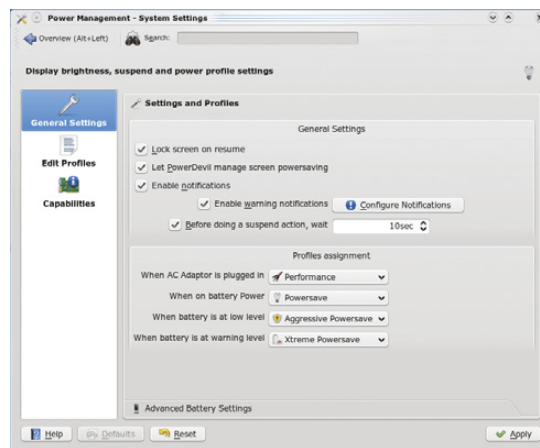 Power Management - System Settings
Overview (Alt+Left) Search:
Display brightness, suspend and power profile settings
General Settings
Edit Profiles
Capabilities
Settings and Profiles
General Settings
Lock screen on resume
Let PowerDevil manage screen powersaving
Enable notifications
Enable warning notifications Configure Notifications
Before doing a suspend action, wait 10sec
Profiles assignment
When AC Adaptor is plugged in Performance
When on battery Power Powersave
When battery is at low level Aggressive Powersave
When battery is at warning level Xtreme Powersave
Advanced Battery Settings
Help Defaults Reset Apply